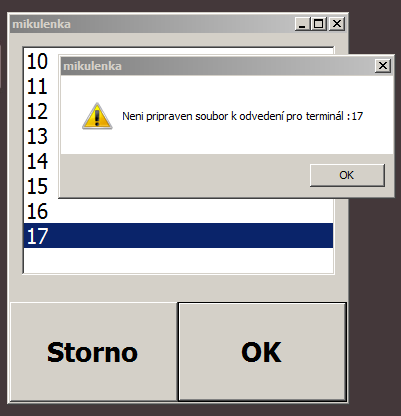 mikulenka
10
11
12
13
14
15
16
17
mikulenka
Neni pripraven soubor k odvedení pro terminál :17
OK
Storno
OK